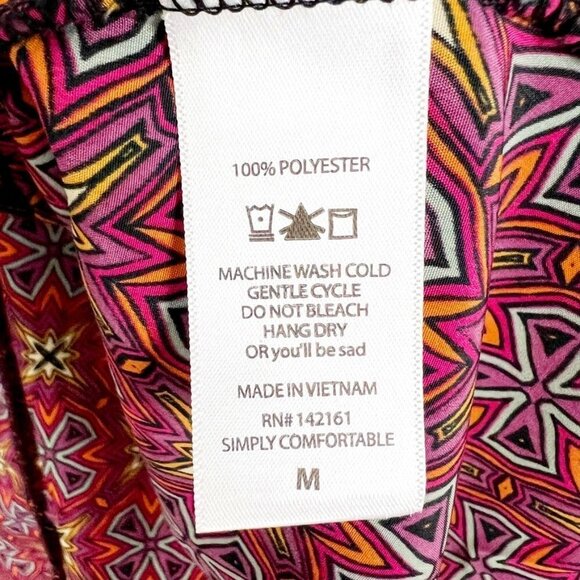 100% POLYESTER
MACHINE WASH COLD
GENTLE CYCLE
DO NOT BLEACH
HANG DRY
OR you'll be sad
MADE IN VIETNAM
RN# 142161
SIMPLY COMFORTABLE
M